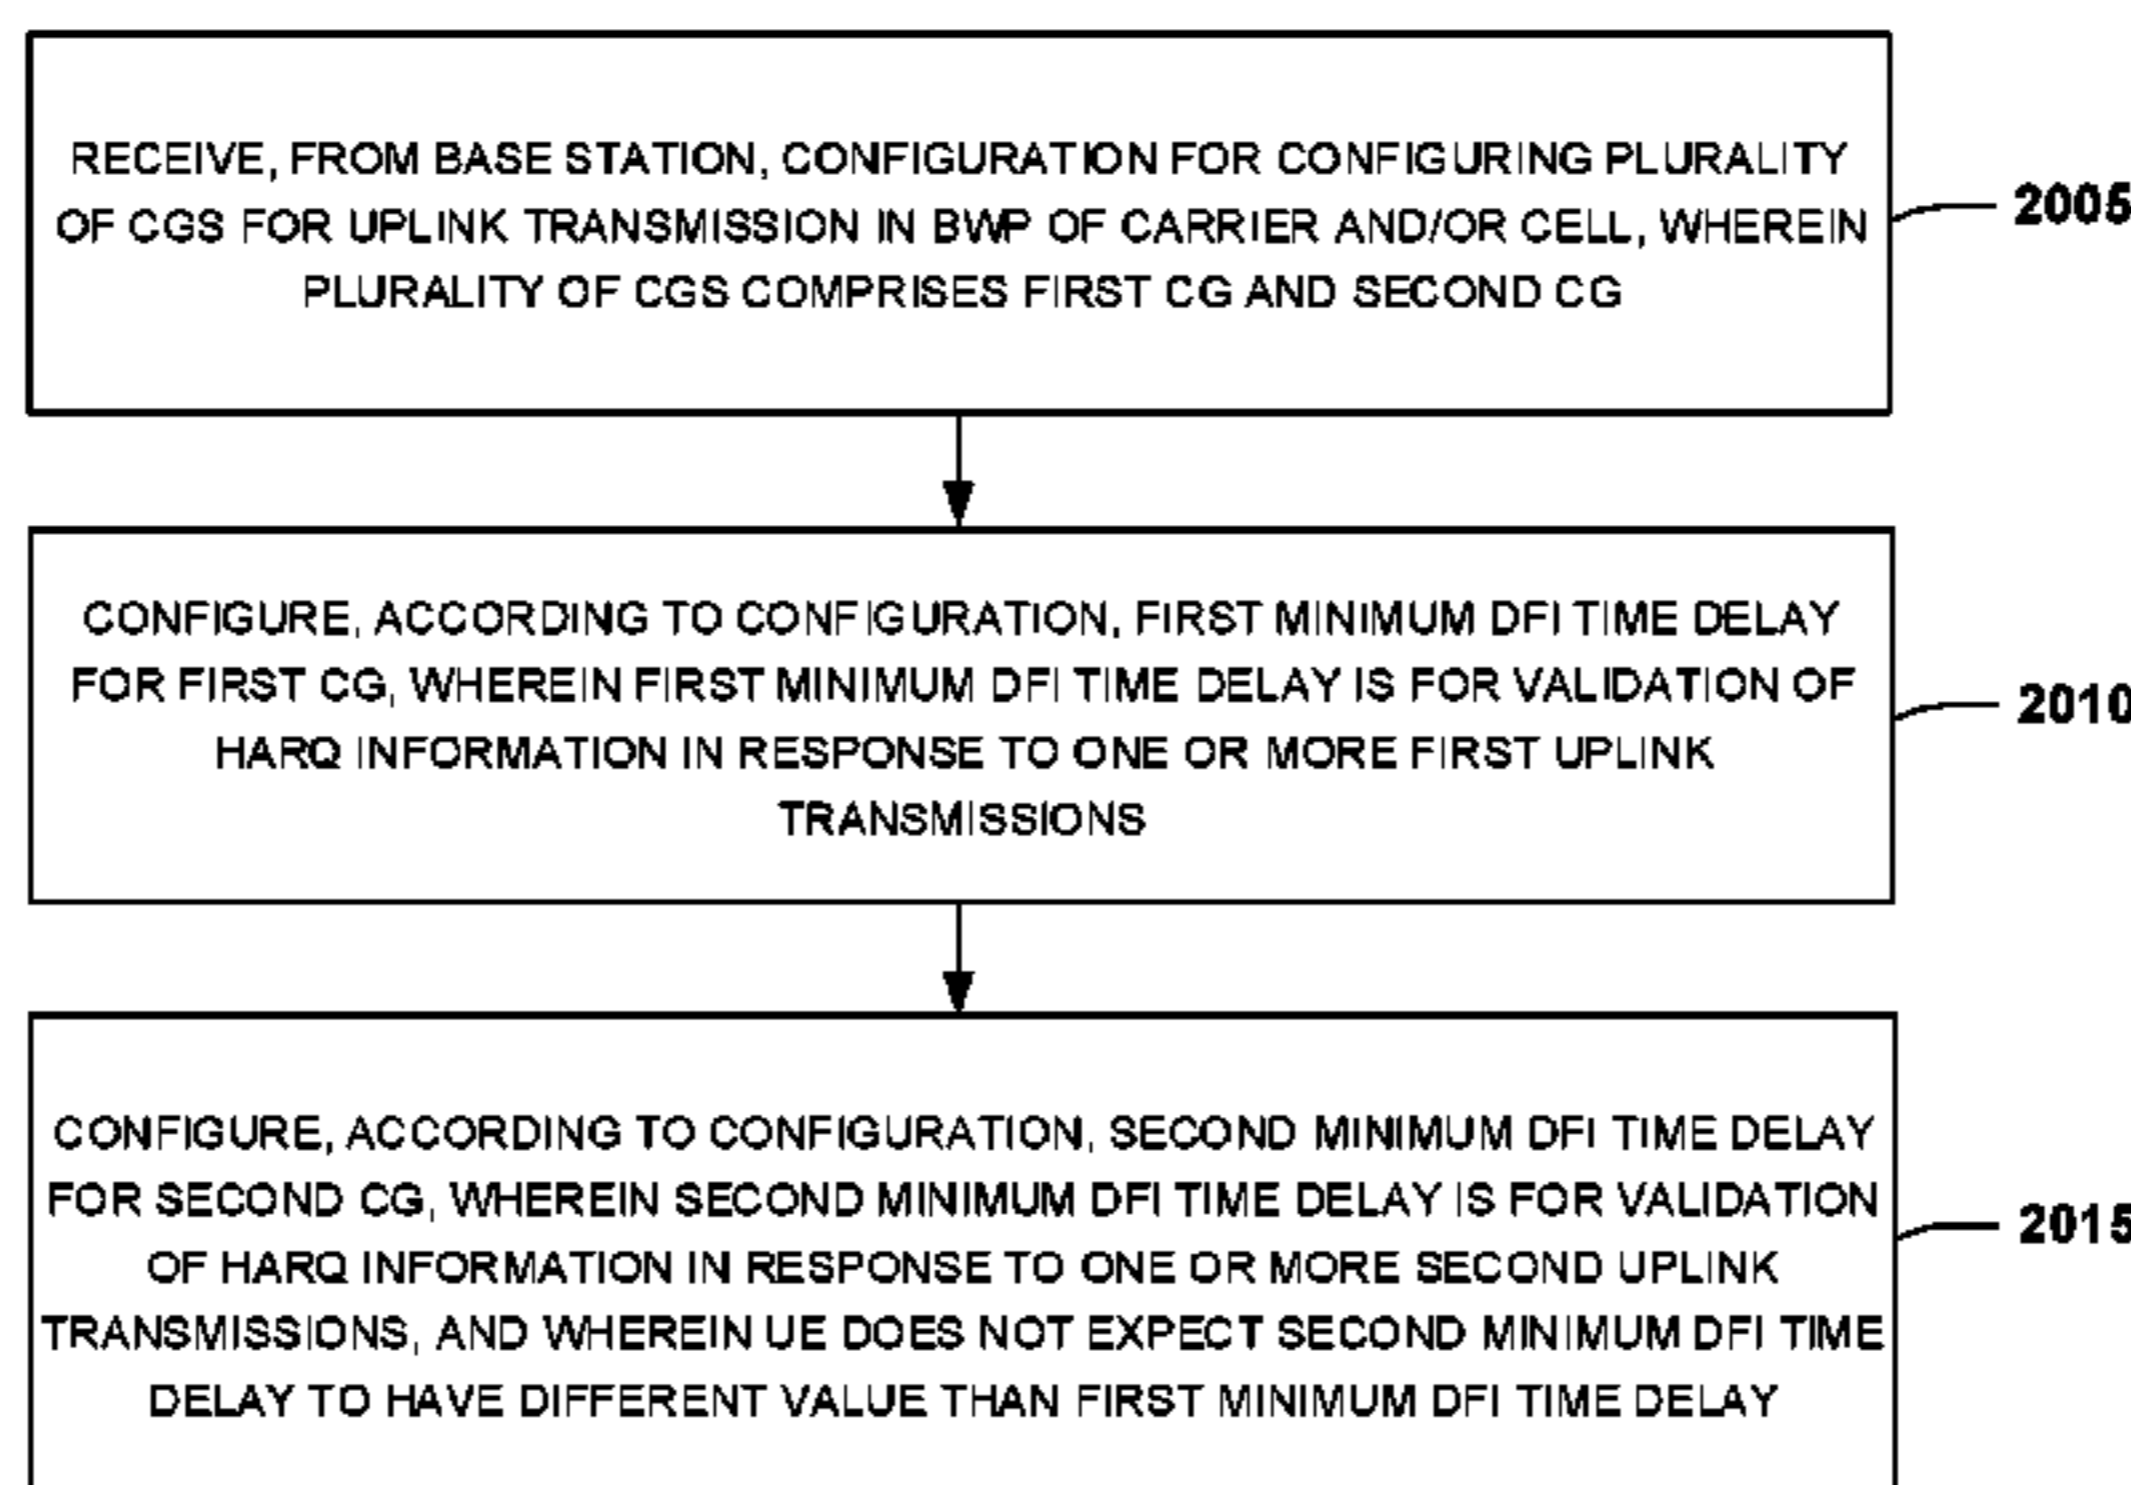 RECEIVE, FROM BASE STATION, CONFIGURATION FOR CONFIGURING PLURALITY
OF CGS FOR UPLINK TRANSMISSION IN BWP OF CARRIER AND/OR CELL, WHEREIN
PLURALITY OF CGS COMPRISES FIRST CG AND SECOND CG
2005
CONFIGURE, ACCORDING TO CONFIGURATION, FIRST MINIMUM DFI TIME DELAY
FOR FIRST CG, WHEREIN FIRST MINIMUM DFI TIME DELAY IS FOR VALIDATION OF
HARQ INFORMATION IN RESPONSE TO ONE OR MORE FIRST UPLINK
TRANSMISSIONS
2010
CONFIGURE, ACCORDING TO CONFIGURATION, SECOND MINIMUM DFI TIME DELAY
FOR SECOND CG, WHEREIN SECOND MINIMUM DFI TIME DELAY IS FOR VALIDATION
OF HARQ INFORMATION IN RESPONSE TO ONE OR MORE SECOND UPLINK
TRANSMISSIONS, AND WHEREIN UE DOES NOT EXPECT SECOND MINIMUM DFI TIME
DELAY TO HAVE DIFFERENT VALUE THAN FIRST MINIMUM DFI TIME DELAY
2015